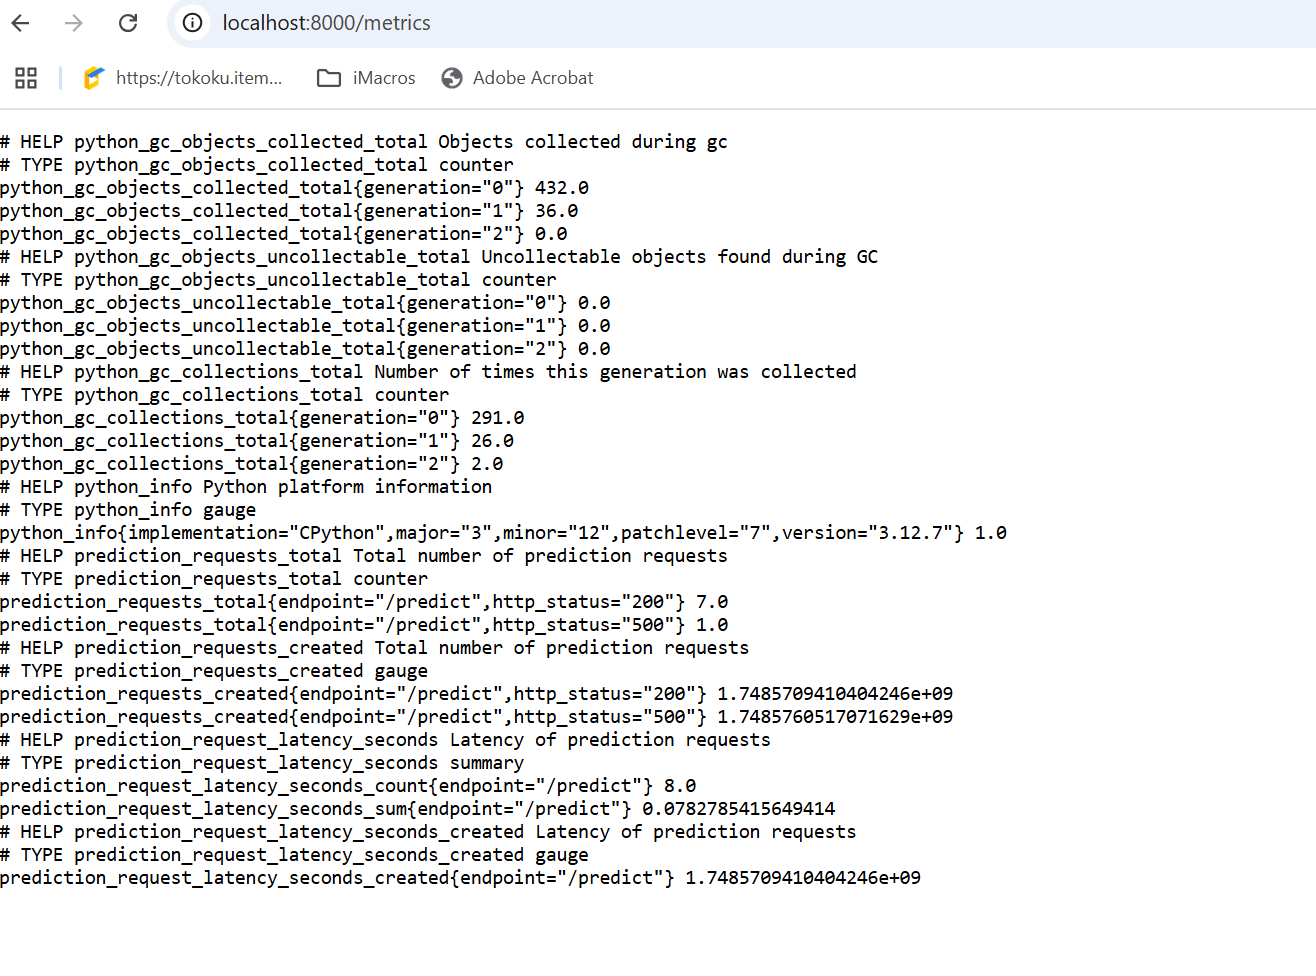 localhost:8000/metrics
https://tokoku.item... iMacros Adobe Acrobat
# HELP python_gc_objects_collected_total Objects collected during gc
# TYPE python_gc_objects_collected_total counter
python_gc_objects_collected_total{generation="0"} 432.0
python_gc_objects_collected_total{generation="1"} 36.0
python_gc_objects_collected_total{generation="2"} 0.0
# HELP python_gc_objects_uncollectable_total Uncollectable objects found during GC
# TYPE python_gc_objects_uncollectable_total counter
python_gc_objects_uncollectable_total{generation="0"} 0.0
python_gc_objects_uncollectable_total{generation="1"} 0.0
python_gc_objects_uncollectable_total{generation="2"} 0.0
# HELP python_gc_collections_total Number of times this generation was collected
# TYPE python_gc_collections_total counter
python_gc_collections_total{generation="0"} 291.0
python_gc_collections_total{generation="1"} 26.0
python_gc_collections_total{generation="2"} 2.0
# HELP python_info Python platform information
# TYPE python_info gauge
python_info{implementation="CPython",major="3",minor="12",patchlevel="7",version="3.12.7"} 1.0
# HELP prediction_requests_total Total number of prediction requests
# TYPE prediction_requests_total counter
prediction_requests_total{endpoint="/predict",http_status="200"} 7.0
prediction_requests_total{endpoint="/predict",http_status="500"} 1.0
# HELP prediction_requests_created Total number of prediction requests
# TYPE prediction_requests_created gauge
prediction_requests_created{endpoint="/predict",http_status="200"} 1.7485709410404246e+09
prediction_requests_created{endpoint="/predict",http_status="500"} 1.7485760517071629e+09
# HELP prediction_request_latency_seconds Latency of prediction requests
# TYPE prediction_request_latency_seconds summary
prediction_request_latency_seconds_count{endpoint="/predict"} 8.0
prediction_request_latency_seconds_sum{endpoint="/predict"} 0.0782785415649414
# HELP prediction_request_latency_seconds_created Latency of prediction requests
# TYPE prediction_request_latency_seconds_created gauge
prediction_request_latency_seconds_created{endpoint="/predict"} 1.7485709410404246e+09